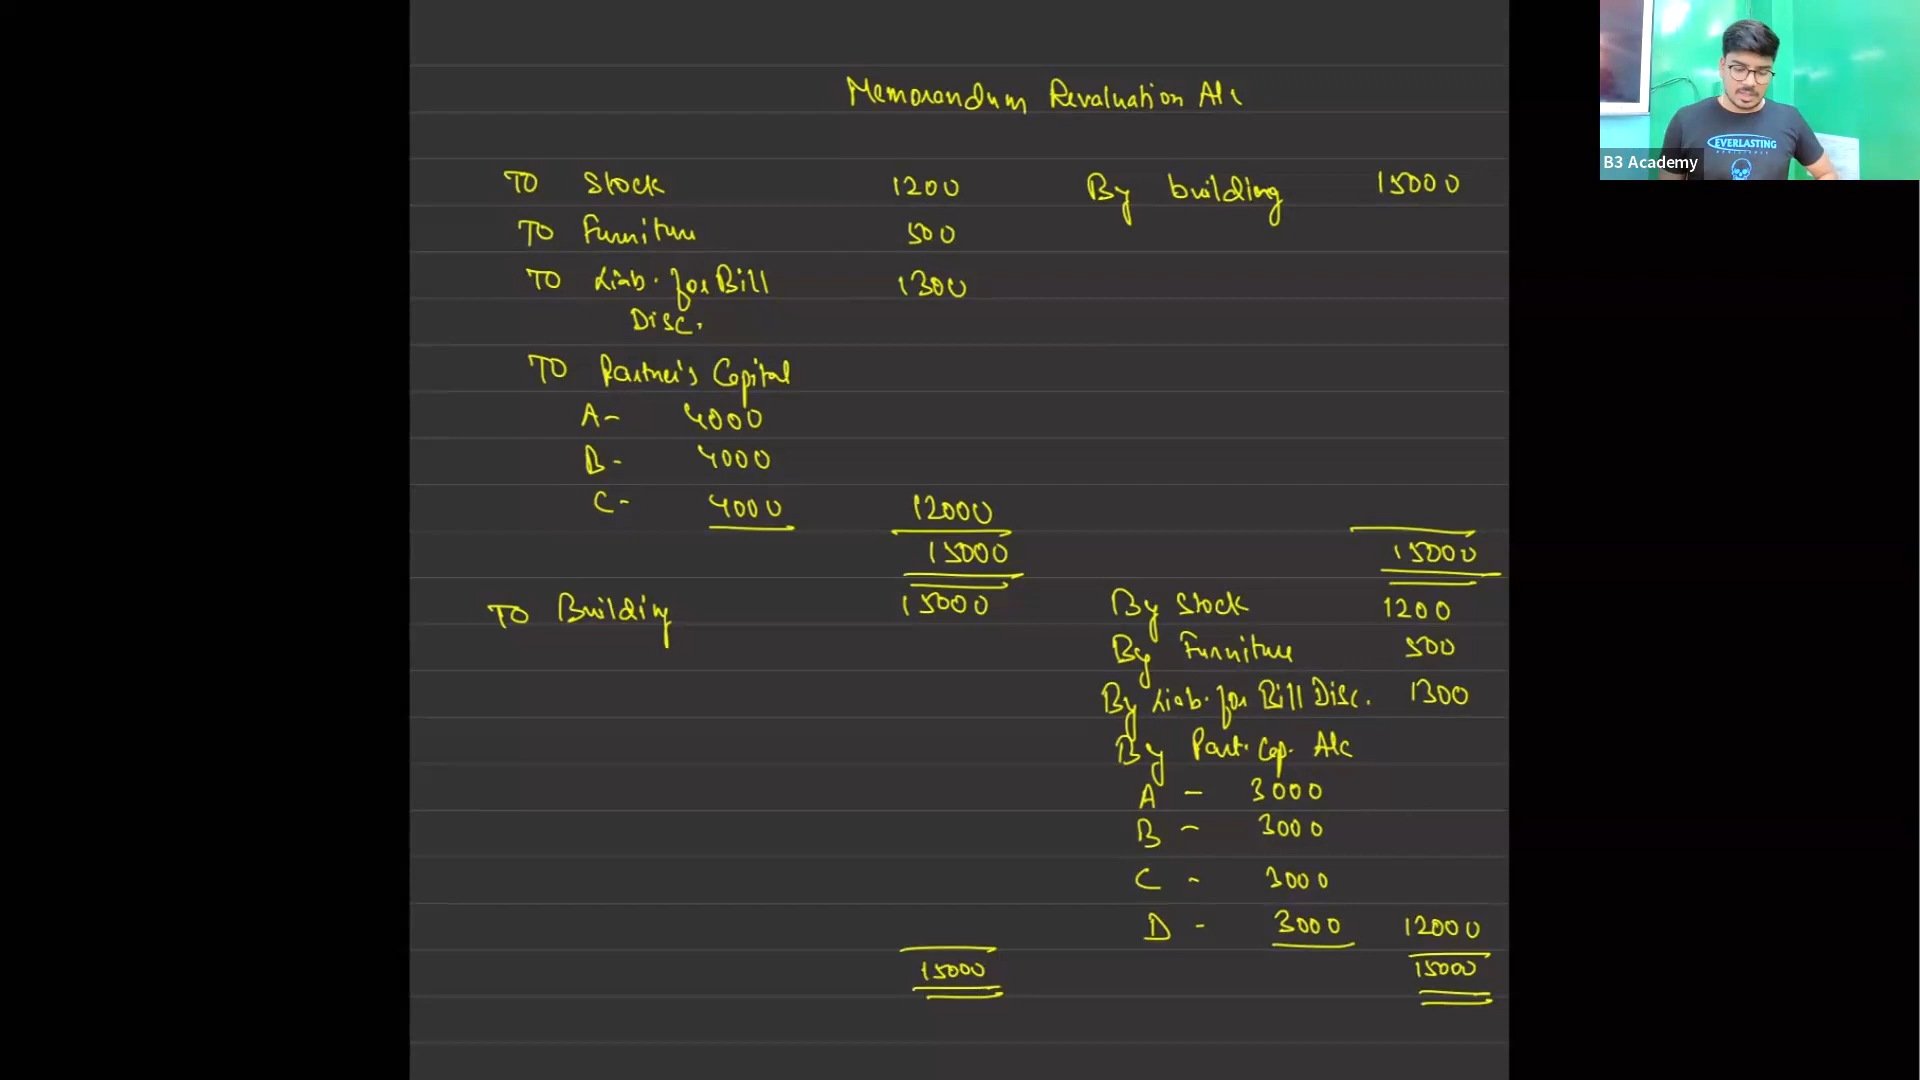 Memorandum Revaluation A/c
To Stock 1200 By building 15000
To Furniture 500
To Liab. for Bill 1300
Disc.
To Partner's Capital
A- 4000
B- 4000
C- 4000 12000
15000 15000
To Building 15000 By Stock 1200
By Furniture 500
By Liab. for Bill Disc. 1300
By Part. Cap. A/c
A - 3000
B - 3000
C - 3000
D - 3000 12000
15000 15000
EVERLASTING
B3 Academy